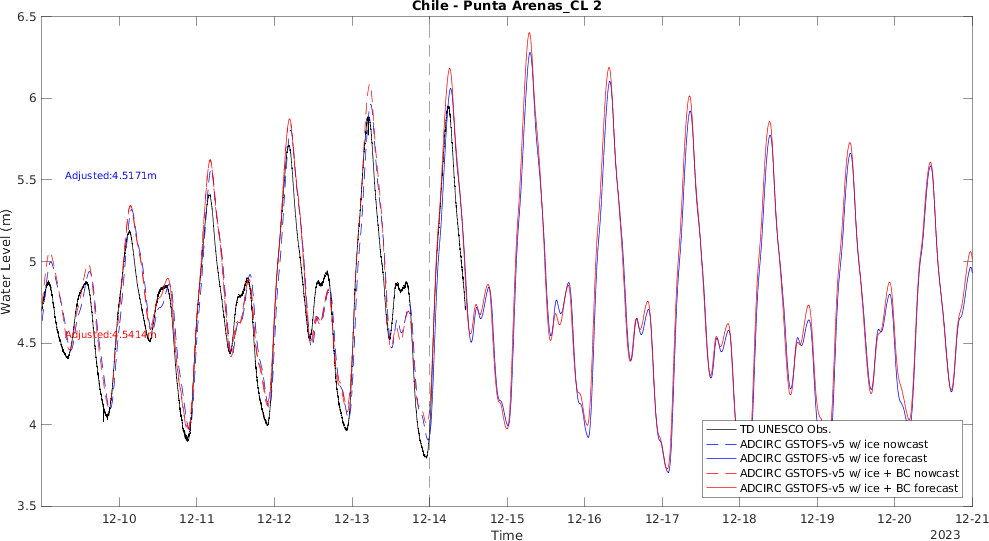 Chile - Punta Arenas_CL 2
6.5
6
5.5
5
4.5
4
3.5
Water Level (m)
Adjusted:4.5171m
Adjusted:4.5414m
TD UNESCO Obs.
ADCIRC GSTOFS-v5 w/ ice nowcast
ADCIRC GSTOFS-v5 w/ ice forecast
ADCIRC GSTOFS-v5 w/ ice + BC nowcast
ADCIRC GSTOFS-v5 w/ ice + BC forecast
12-10 12-11 12-12 12-13 12-14 12-15 12-16 12-17 12-18 12-19 12-20 12-21
Time
2023